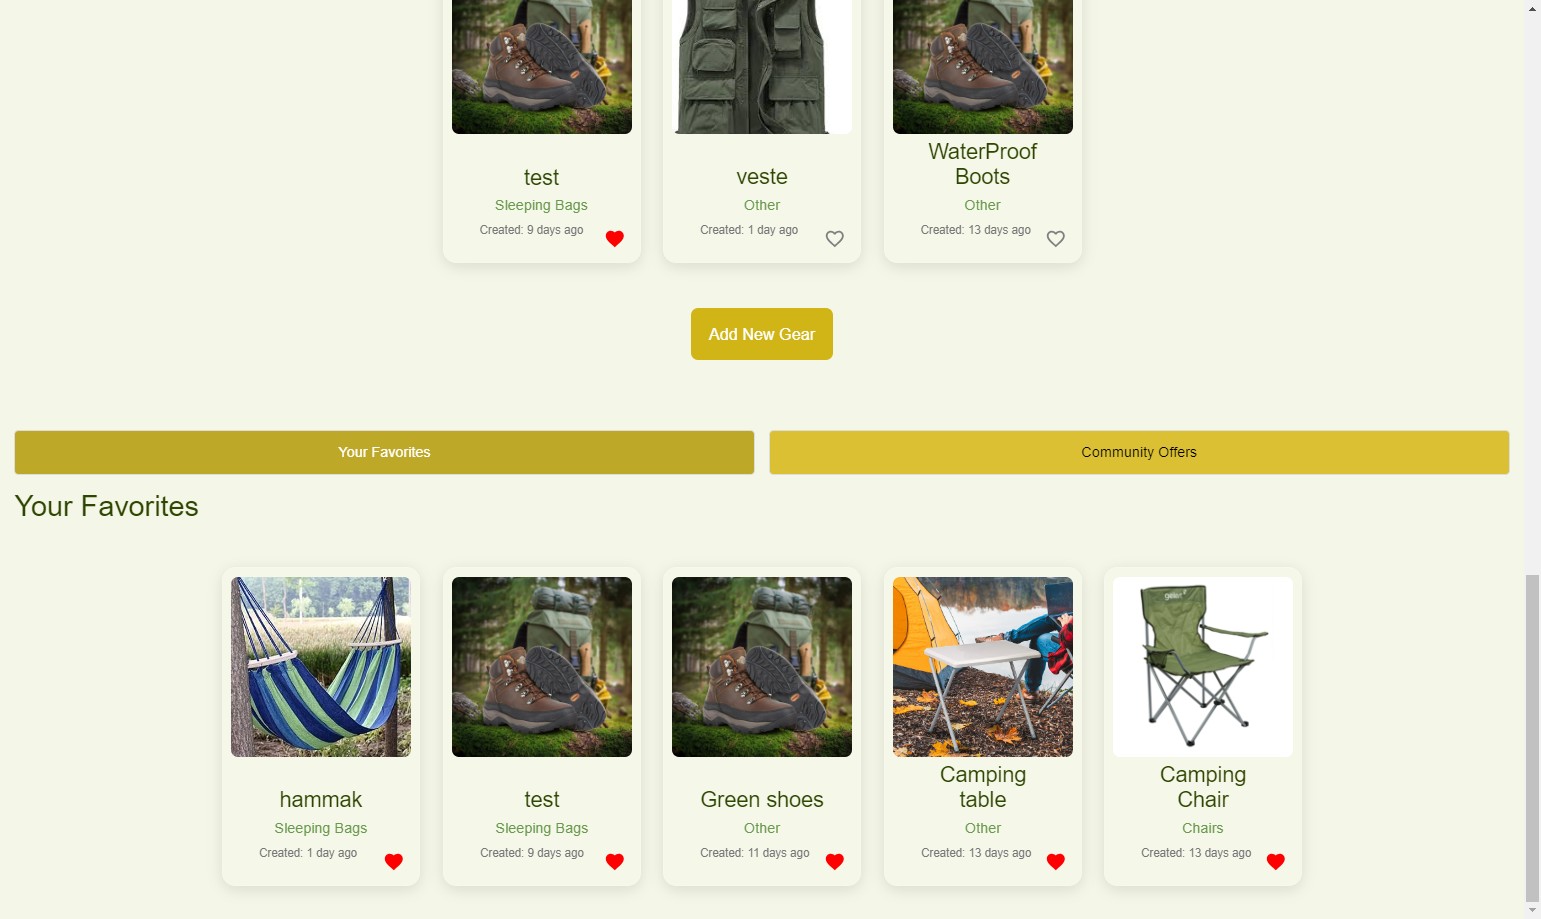 test
Sleeping Bags
Created: 9 days ago
veste
Other
Created: 1 day ago
WaterProof
Boots
Other
Created: 13 days ago
Add New Gear
Your Favorites
Community Offers
Your Favorites
hammak
Sleeping Bags
Created: 1 day ago
test
Sleeping Bags
Created: 9 days ago
Green shoes
Other
Created: 11 days ago
Camping
table
Other
Created: 13 days ago
Camping
Chair
Chairs
Created: 13 days ago